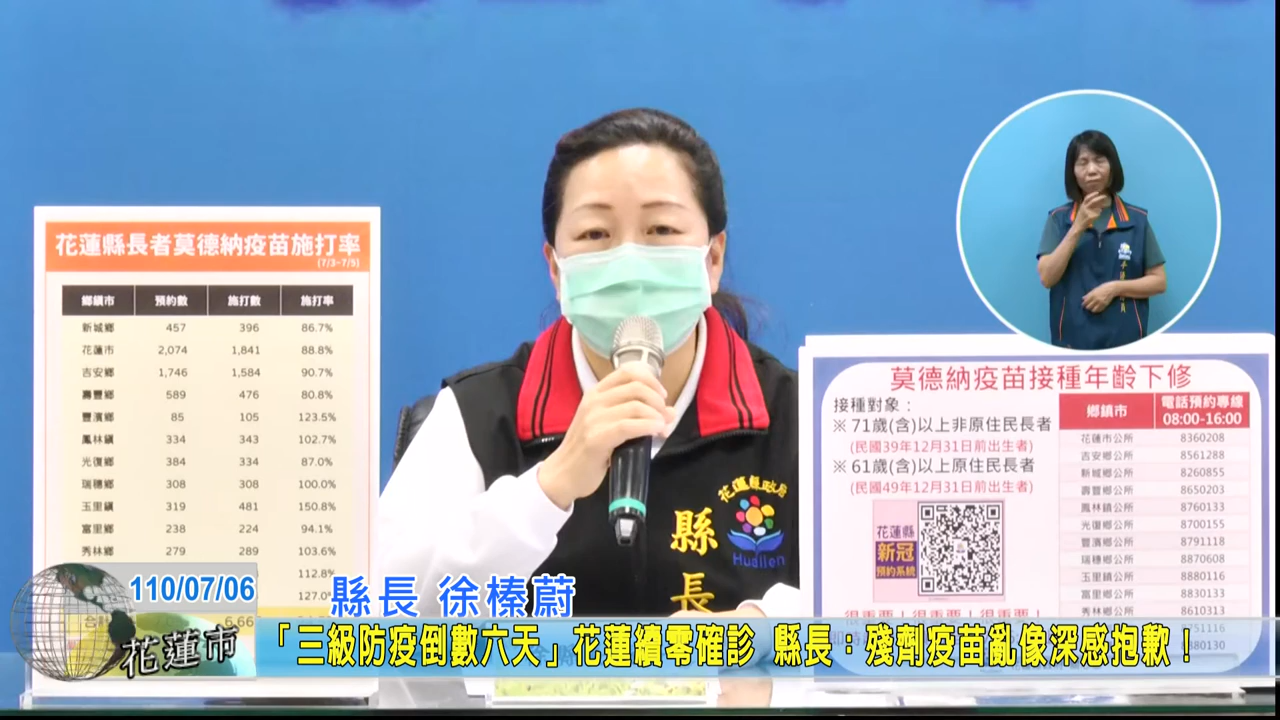 花蓮縣長者莫德納疫苗施打率
(7/3-7/5)
鄉鎮市 預約數 施打數 施打率
新城鄉 457 396 86.7%
花蓮市 2,074 1,841 88.8%
吉安鄉 1,746 1,584 90.7%
壽豐鄉 589 476 80.8%
豐濱鄉 85 105 123.5%
鳳林鎮 334 343 102.7%
光復鄉 384 334 87.0%
瑞穗鄉 308 308 100.0%
玉里鎮 319 481 150.8%
富里鄉 238 224 94.1%
秀林鄉 279 289 103.6%
112.8%
127.0%
花蓮縣政府
Hualien
縣長
莫德納疫苗接種年齡下修
接種對象：
※ 71歲(含)以上非原住民長者
(民國39年12月31日前出生者)
※ 61歲(含)以上原住民長者
(民國49年12月31日前出生者)
花蓮縣
新冠
預約系統
很重要！很重要！很重要！
鄉鎮市 電話預約專線
08:00-16:00
花蓮市公所 8360208
吉安鄉公所 8561288
新城鄉公所 8260855
壽豐鄉公所 8650203
鳳林鎮公所 8760133
光復鄉公所 8700155
豐濱鄉公所 8791118
瑞穗鄉公所 8870608
玉里鎮公所 8880116
富里鄉公所 8830133
秀林鄉公所 8610313
110/07/06
花蓮市
縣長 徐榛蔚
「三級防疫倒數六天」花蓮續零確診 縣長：殘劑疫苗亂像深感抱歉！